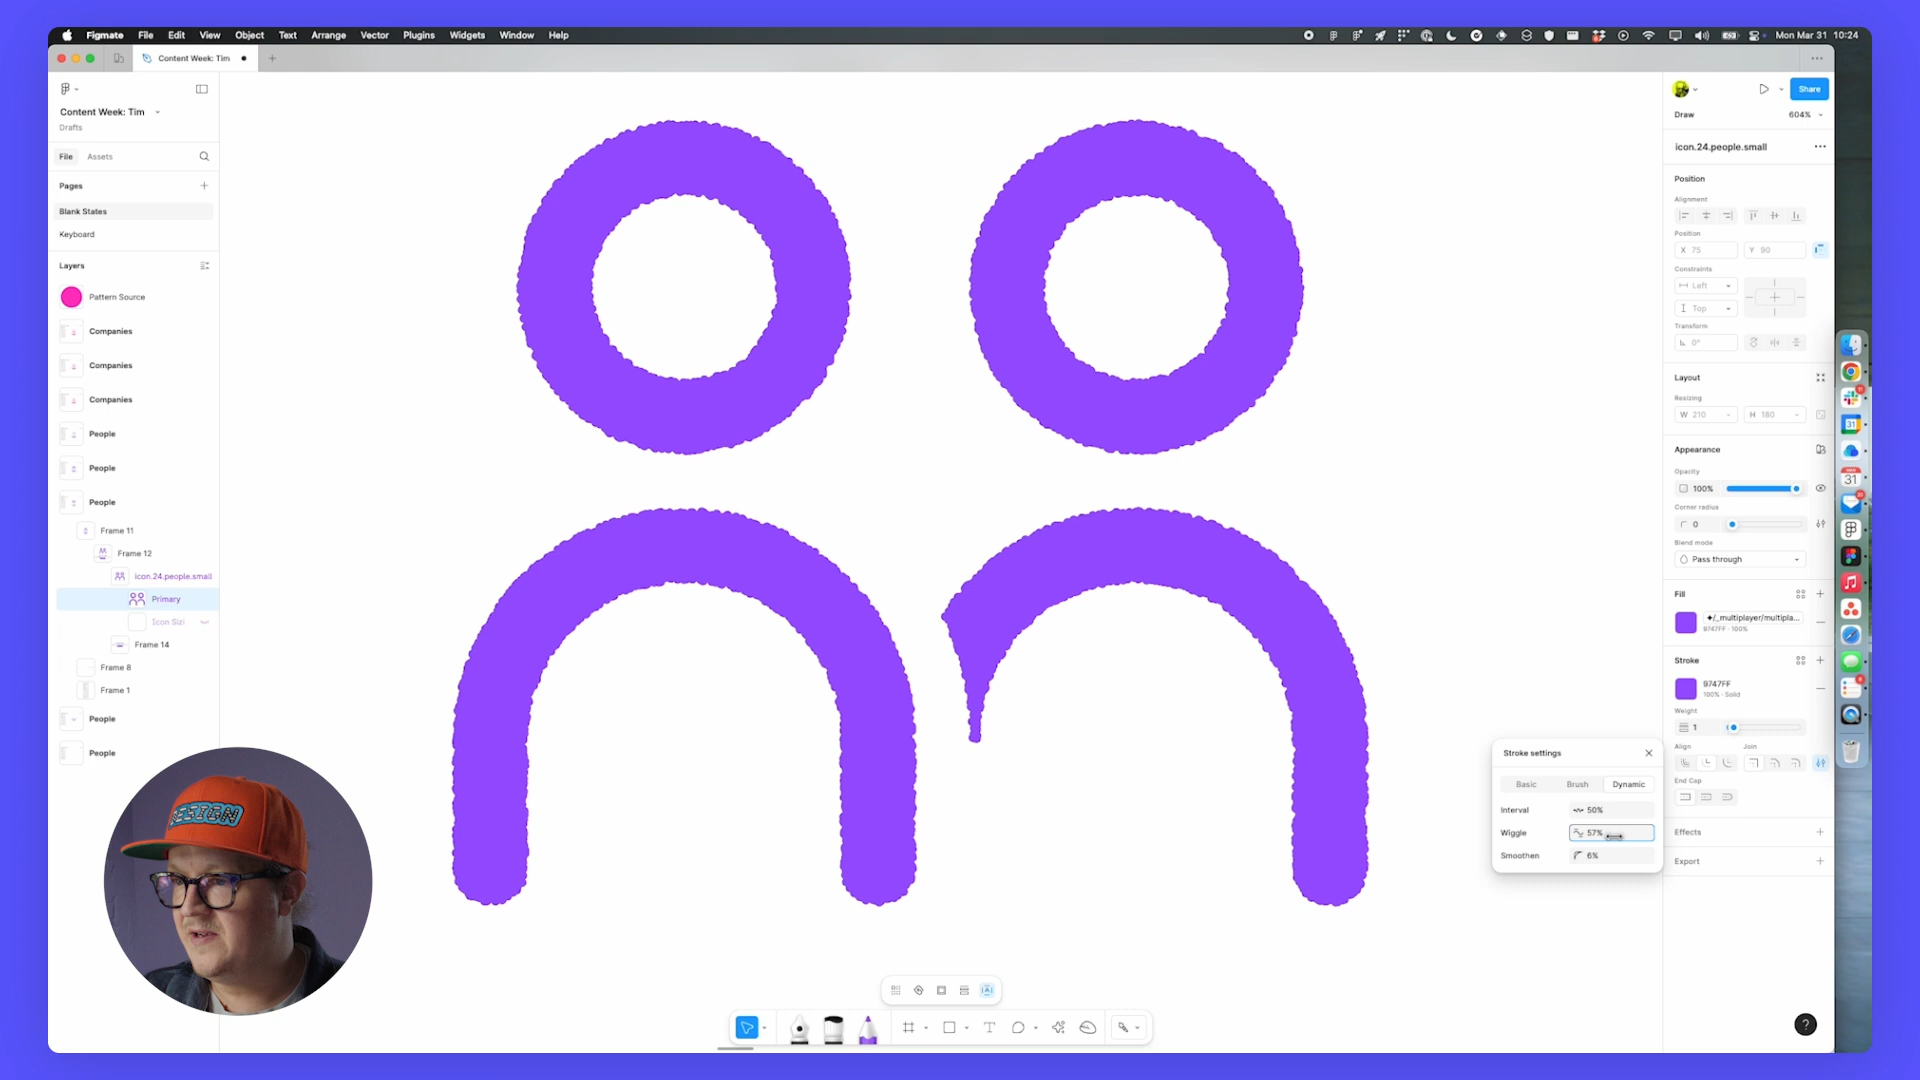 Figmate File Edit View Object Text Arrange Vector Plugins Widgets Window Help
Mon Mar 31 10:24
Content Week: Tim
Content Week: Tim
Drafts
File Assets
Pages
Blank States
Keyboard
Layers
Pattern Source
Companies
Companies
Companies
People
People
People
Frame 11
Frame 12
icon.24.people.small
Primary
Icon Sizi
Frame 14
Frame 8
Frame 1
People
People
DESIGN
Share
Draw 604%
icon.24.people.small
Position
Alignment
Position
X 75 Y 90
Constraints
Left
Top
Transform
0°
Layout
Resizing
W 210 H 180
Appearance
Opacity
100%
Corner radius
0
Blend mode
Pass through
Fill
/_multiplayer/multipla...
9747FF · 100%
Stroke
9747FF
100% · Solid
Weight
1
Align Join
End Cap
Effects
Export
Stroke settings
Basic Brush Dynamic
Interval 50%
Wiggle 57%
Smoothen 6%
31
31
?